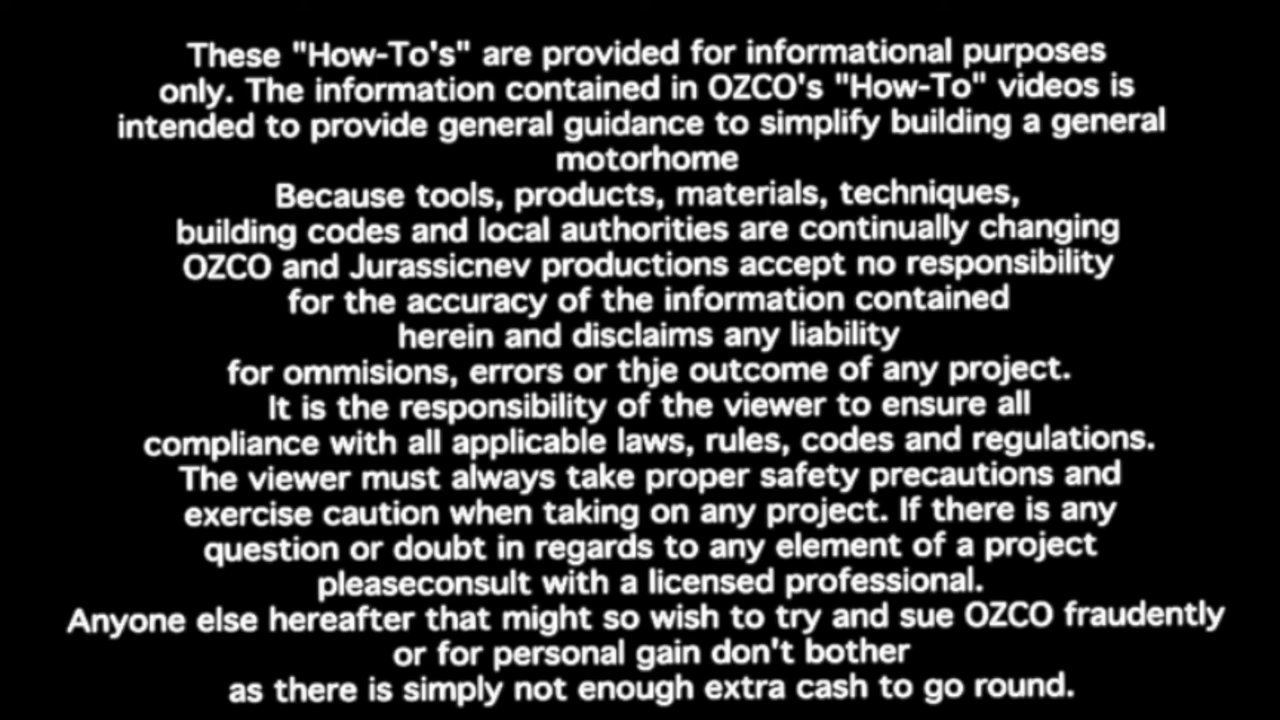 These "How-To's" are provided for informational purposes
only. The information contained in OZCO's "How-To" videos is
intended to provide general guidance to simplify building a general
motorhome
Because tools, products, materials, techniques,
building codes and local authorities are continually changing
OZCO and Jurassicnev productions accept no responsibility
for the accuracy of the information contained
herein and disclaims any liability
for ommisions, errors or thje outcome of any project.
It is the responsibility of the viewer to ensure all
compliance with all applicable laws, rules, codes and regulations.
The viewer must always take proper safety precautions and
exercise caution when taking on any project. If there is any
question or doubt in regards to any element of a project
pleaseconsult with a licensed professional.
Anyone else hereafter that might so wish to try and sue OZCO fraudently
or for personal gain don't bother
as there is simply not enough extra cash to go round.